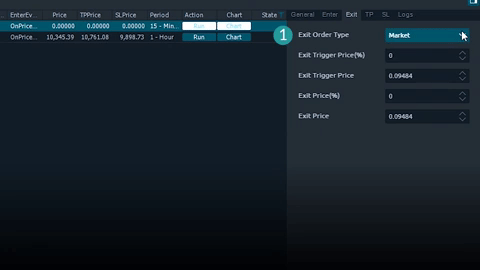 EnterEv... Price TPPrice SLPrice Period Action Chart State
OnPrice... 0.00000 0.00000 0.00000 15 - Min... Run Chart
OnPrice... 10,345.39 10,761.08 9,898.73 1 - Hour Run Chart
General Enter Exit TP SL Logs
1 Exit Order Type Market
Exit Trigger Price(%) 0
Exit Trigger Price 0.09484
Exit Price(%) 0
Exit Price 0.09484